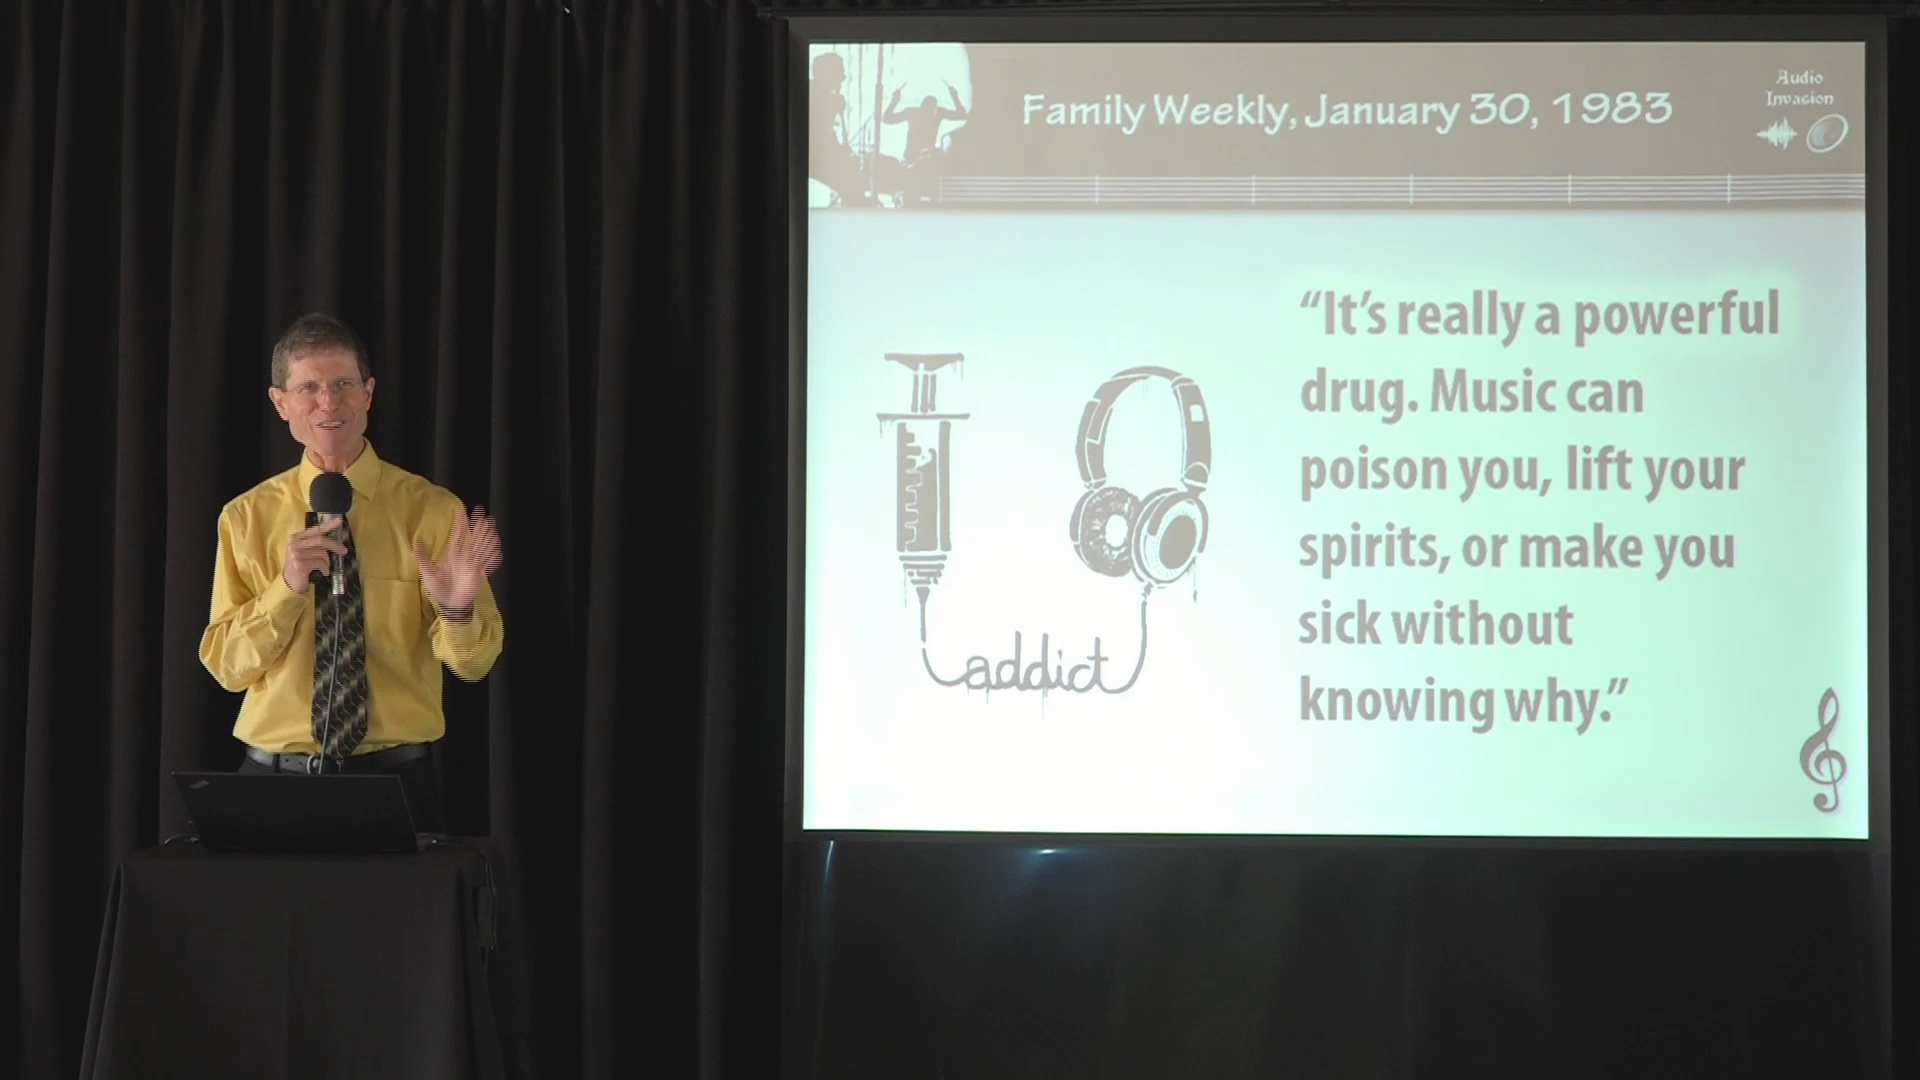 Family Weekly, January 30, 1983
Audio
Invasion
“It’s really a powerful
drug. Music can
poison you, lift your
spirits, or make you
sick without
knowing why.”
addict